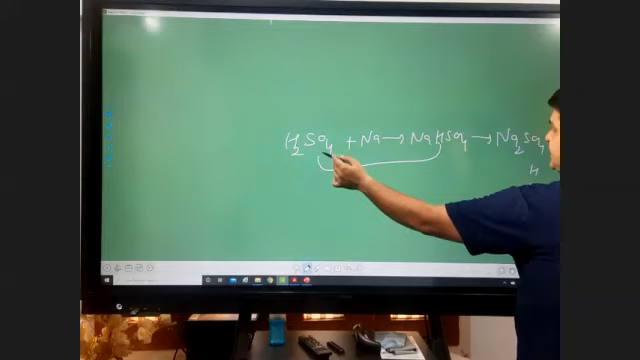 H₂SO₄ + Na → NaHSO₄ → Na₂SO₄
H